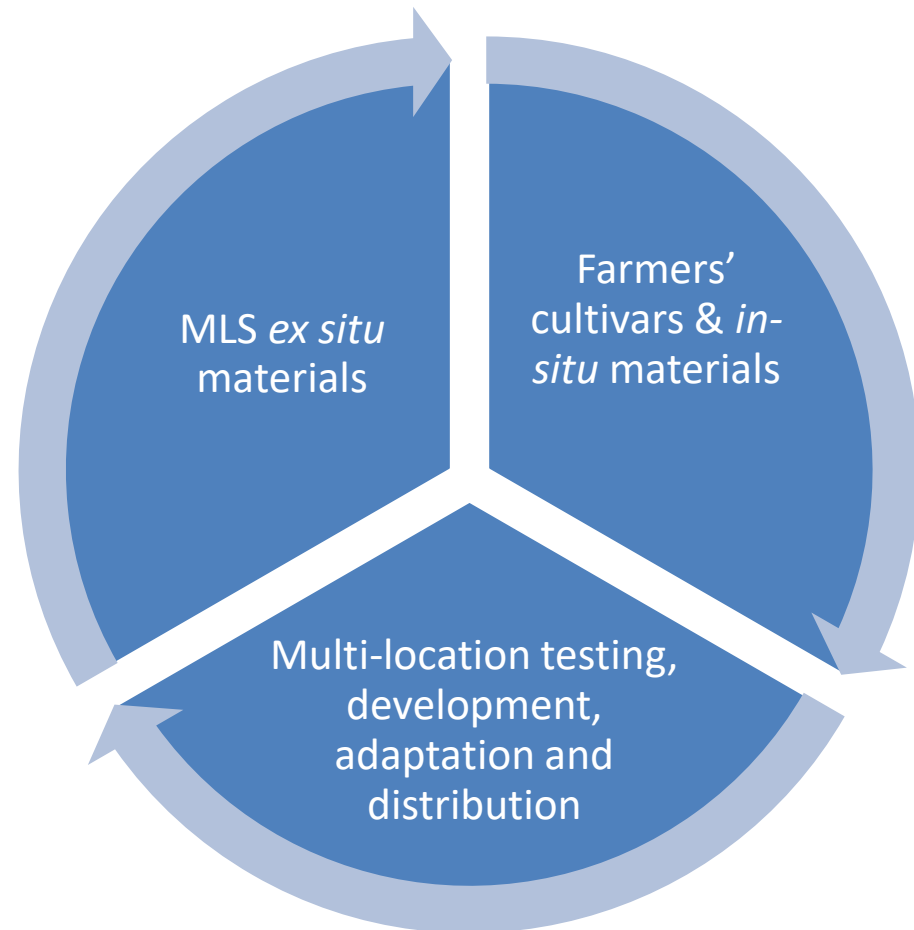 MLS ex situ
materials
Farmers’
cultivars & in-
situ materials
Multi-location testing,
development,
adaptation and
distribution